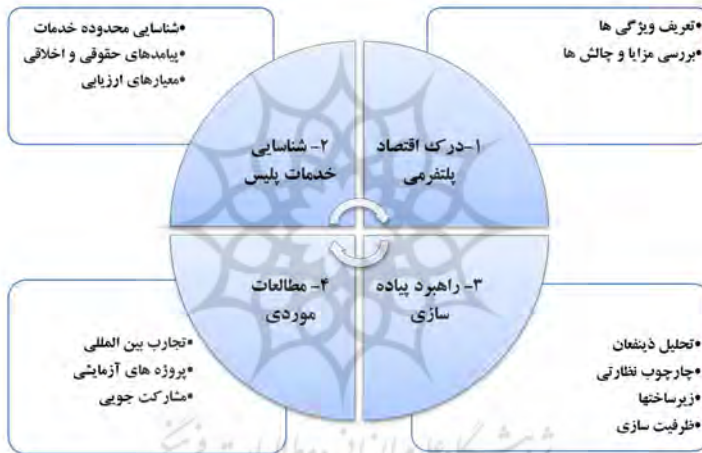 •تعریف ویژگی ها
•بررسی مزایا و چالش ها
•شناسایی محدوده خدمات
•پیامدهای حقوقی و اخلاقی
•معیارهای ارزیابی
۱-درک اقتصاد
پلتفرمی
۲- شناسایی
خدمات پلیس
۳- راهبرد پیاده
سازی
۴- مطالعات
موردی
•تحلیل ذینفعان
•چارچوب نظارتی
•زیرساختها
•ظرفیت سازی
•تجارب بین المللی
•پروژه های آزمایشی
•مشارکت جویی